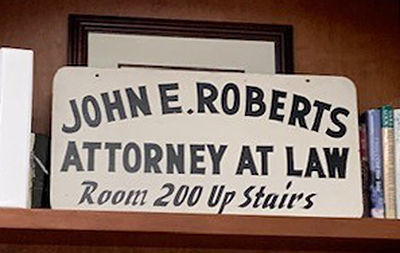 JOHN E. ROBERTS
ATTORNEY AT LAW
Room 200 Up Stairs